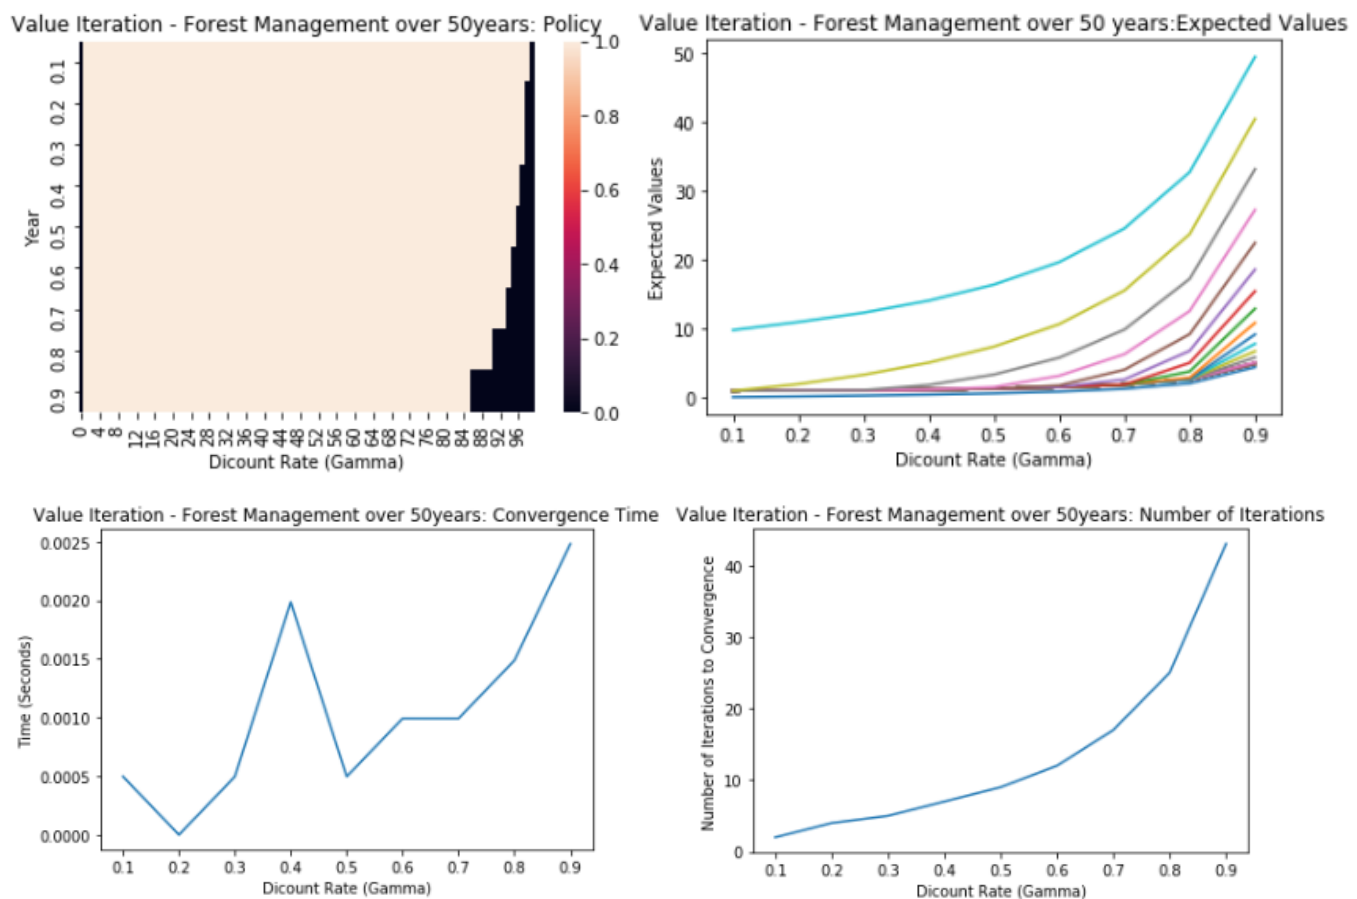 Value Iteration - Forest Management over 50years: Policy
1.0
0.8
0.6
0.4
0.2
0.0
Year
0.1
0.2
0.3
0.4
0.5
0.6
0.7
0.8
0.9
0 4 8 12 16 20 24 28 32 36 40 44 48 52 56 60 64 68 72 76 80 84 88 92 96
Dicount Rate (Gamma)
Value Iteration - Forest Management over 50 years:Expected Values
Expected Values
50
40
30
20
10
0
0.1 0.2 0.3 0.4 0.5 0.6 0.7 0.8 0.9
Dicount Rate (Gamma)
Value Iteration - Forest Management over 50years: Convergence Time
Time (Seconds)
0.0025
0.0020
0.0015
0.0010
0.0005
0.0000
0.1 0.2 0.3 0.4 0.5 0.6 0.7 0.8 0.9
Dicount Rate (Gamma)
Value Iteration - Forest Management over 50years: Number of Iterations
Number of Iterations to Convergence
40
30
20
10
0
0.1 0.2 0.3 0.4 0.5 0.6 0.7 0.8 0.9
Dicount Rate (Gamma)